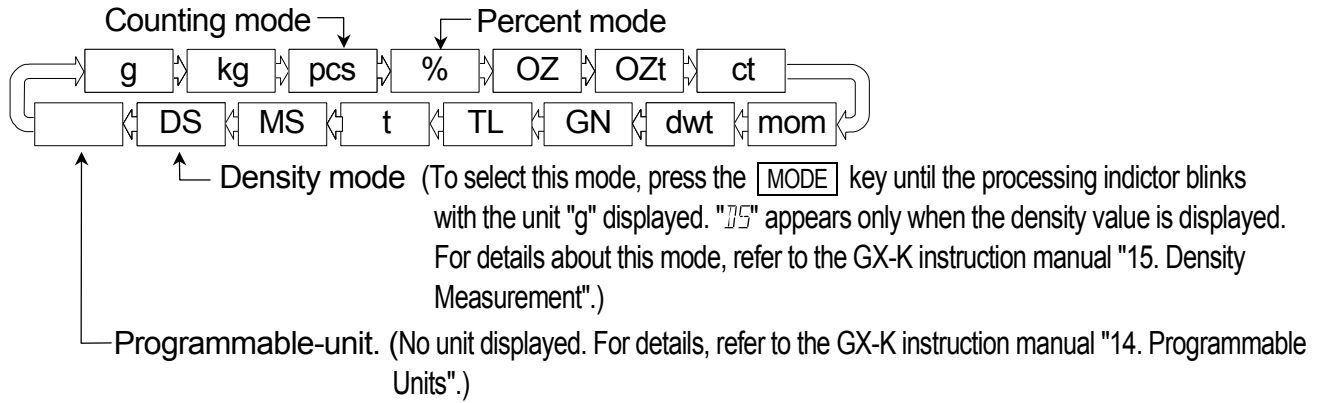 Counting mode Percent mode
g kg pcs % OZ OZt ct
DS MS t TL GN dwt mom
Density mode (To select this mode, press the MODE key until the processing indictor blinks
with the unit "g" displayed. "DS" appears only when the density value is displayed.
For details about this mode, refer to the GX-K instruction manual "15. Density
Measurement".)
Programmable-unit. (No unit displayed. For details, refer to the GX-K instruction manual "14. Programmable
Units".)